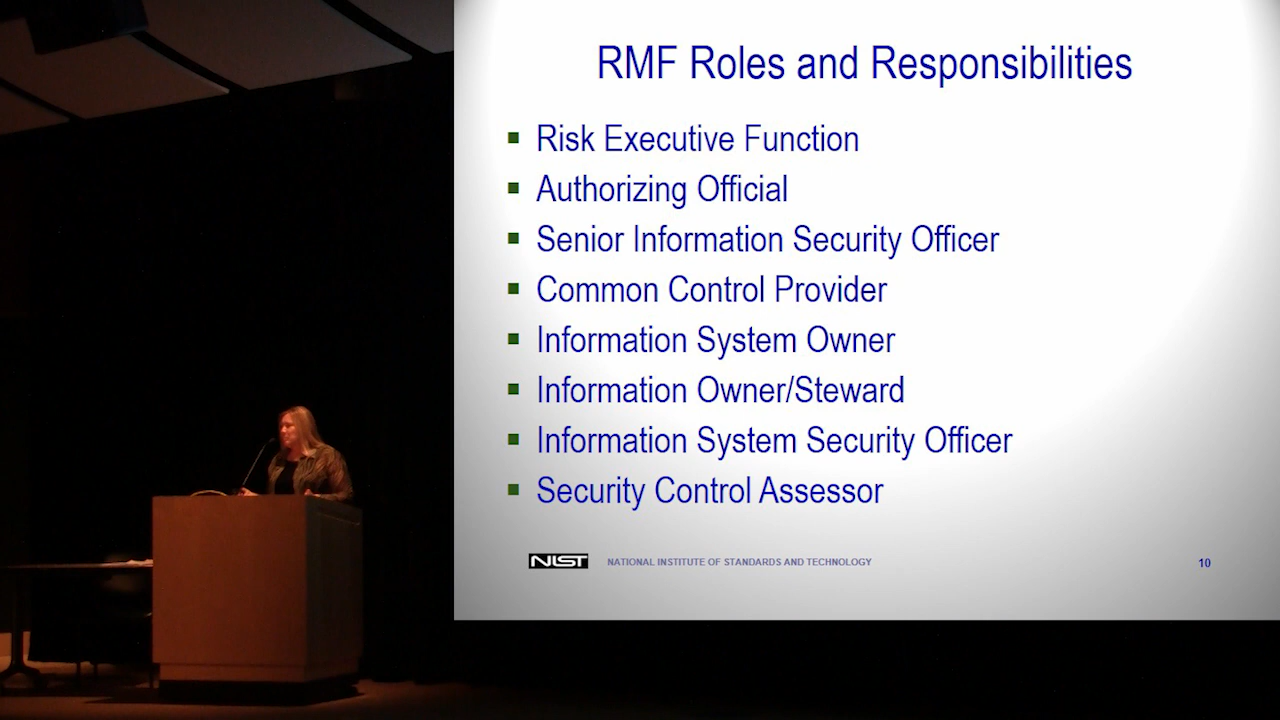 RMF Roles and Responsibilities
Risk Executive Function
Authorizing Official
Senior Information Security Officer
Common Control Provider
Information System Owner
Information Owner/Steward
Information System Security Officer
Security Control Assessor
NIST NATIONAL INSTITUTE OF STANDARDS AND TECHNOLOGY 10